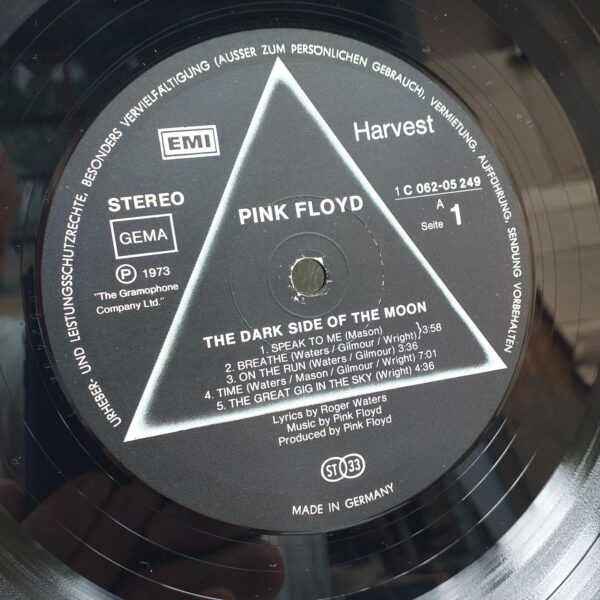 URHEBER- UND LEISTUNGSSCHUTZRECHTE, BESONDERS VERVIELFÄLTIGUNG (AUSSER ZUM PERSÖNLICHEN GEBRAUCH), VERMIETUNG, AUFFÜHRUNG, SENDUNG VORBEHALTEN
EMI
Harvest
STEREO
GEMA
Ⓟ 1973
"The Gramophone
Company Ltd."
PINK FLOYD
1 C 062-05 249
A
Seite 1
THE DARK SIDE OF THE MOON
1. SPEAK TO ME (Mason)
2. BREATHE (Waters / Gilmour / Wright) }3:58
3. ON THE RUN (Waters / Gilmour) 3:36
4. TIME (Waters / Mason / Gilmour / Wright) 7:01
5. THE GREAT GIG IN THE SKY (Wright) 4:36
Lyrics by Roger Waters
Music by Pink Floyd
Produced by Pink Floyd
ST 33
MADE IN GERMANY